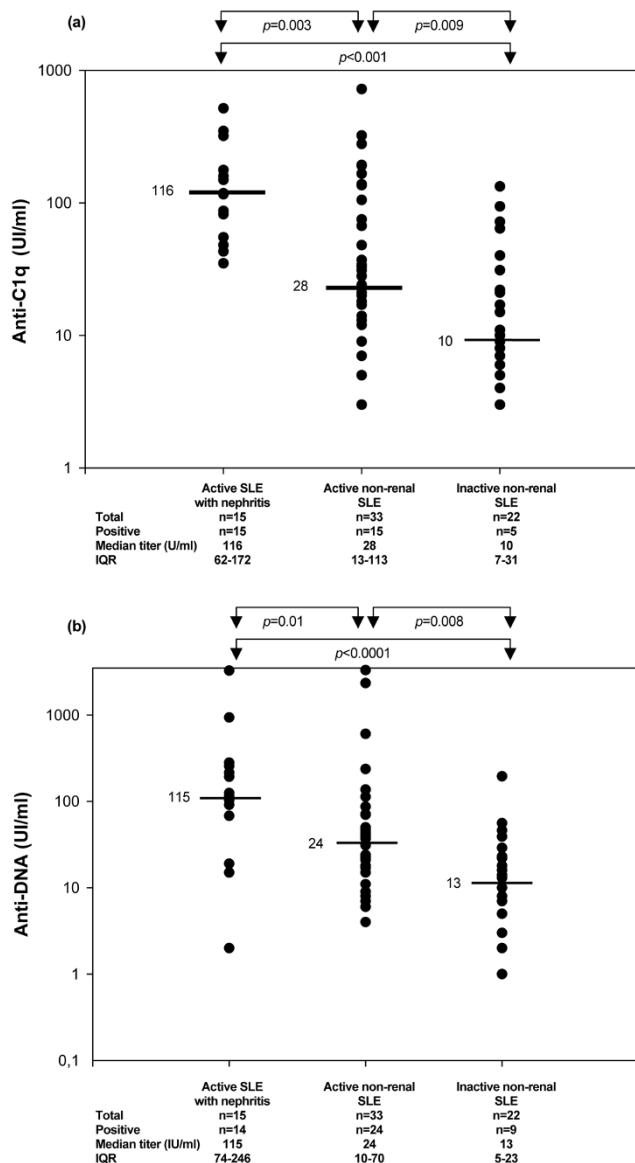 (a)
p=0.003 p=0.009
p<0.001
1000
100
10
1
Anti-C1q (UI/ml)
116
28
10
Active SLE with nephritis Active non-renal SLE Inactive non-renal SLE
Total n=15 n=33 n=22
Positive n=15 n=15 n=5
Median titer (U/ml) 116 28 10
IQR 62-172 13-113 7-31
(b)
p=0.01 p=0.008
p<0.0001
1000
100
10
1
0,1
Anti-DNA (UI/ml)
115
24
13
Active SLE with nephritis Active non-renal SLE Inactive non-renal SLE
Total n=15 n=33 n=22
Positive n=14 n=24 n=9
Median titer (IU/ml) 115 24 13
IQR 74-246 10-70 5-23